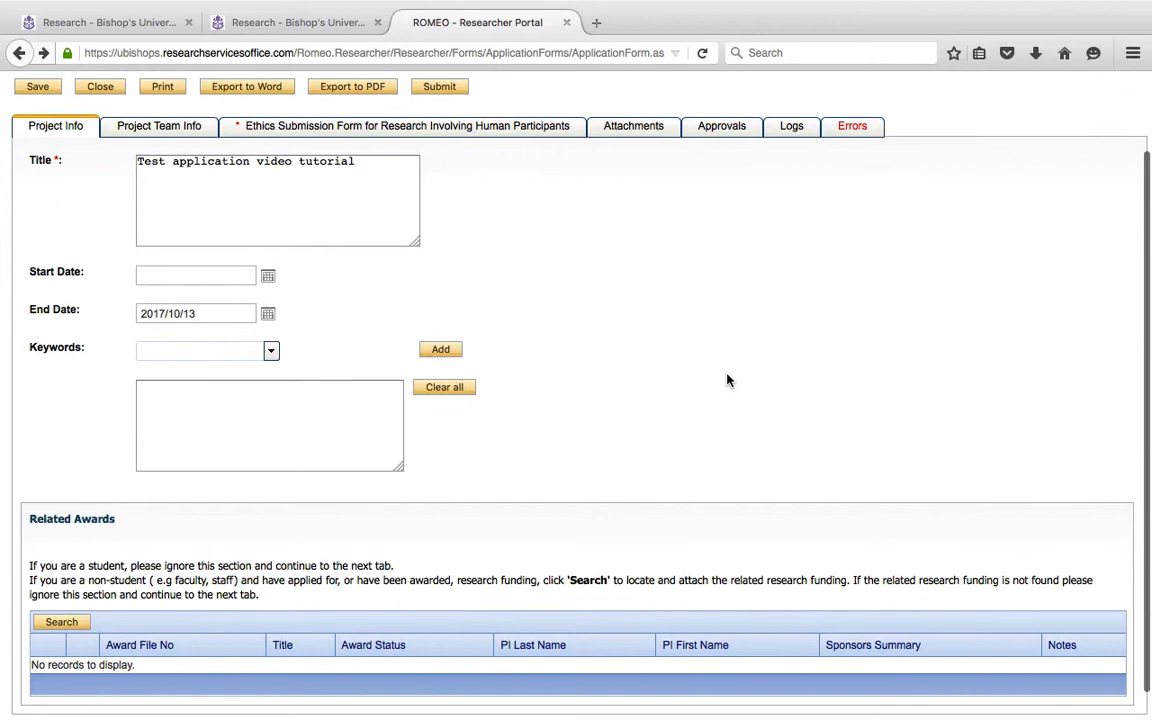 Research - Bishop's Univer...
Research - Bishop's Univer...
ROMEO - Researcher Portal
https://ubishops.researchservicesoffice.com/Romeo.Researcher/Researcher/Forms/ApplicationForms/ApplicationForm.as
Search
Save
Close
Print
Export to Word
Export to PDF
Submit
Project Info
Project Team Info
* Ethics Submission Form for Research Involving Human Participants
Attachments
Approvals
Logs
Errors
Title *:
Test application video tutorial
Start Date:
End Date:
2017/10/13
Keywords:
Add
Clear all
Related Awards
If you are a student, please ignore this section and continue to the next tab.
If you are a non-student ( e.g faculty, staff) and have applied for, or have been awarded, research funding, click 'Search' to locate and attach the related research funding. If the related research funding is not found please
ignore this section and continue to the next tab.
Search
Award File No
Title
Award Status
PI Last Name
PI First Name
Sponsors Summary
Notes
No records to display.